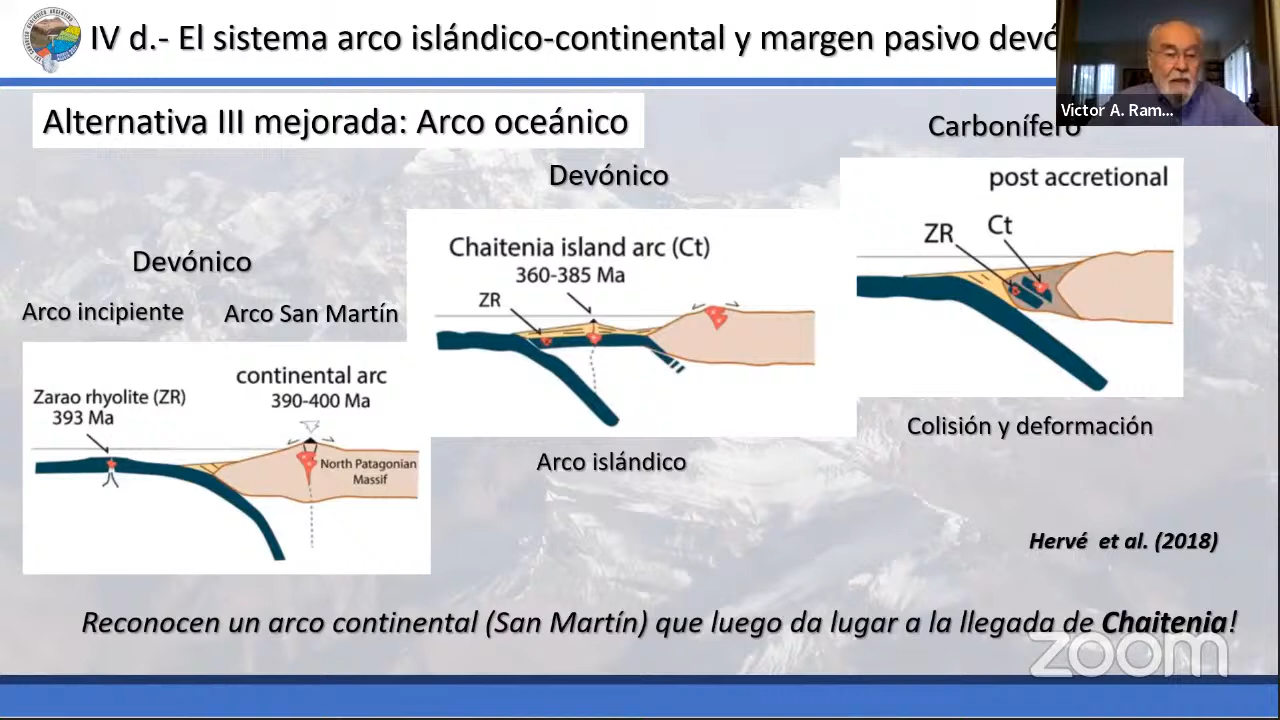 IV d.- El sistema arco islándico-continental y margen pasivo devó
Victor A. Ram...
Alternativa III mejorada: Arco oceánico
Devónico
Arco incipiente
Arco San Martín
Zarao rhyolite (ZR)
393 Ma
continental arc
390-400 Ma
North Patagonian
Massif
Devónico
Chaitenia island arc (Ct)
360-385 Ma
ZR
Arco islándico
Carbonífero
post accretional
ZR
Ct
Colisión y deformación
Hervé et al. (2018)
Reconocen un arco continental (San Martín) que luego da lugar a la llegada de Chaitenia!
zoom